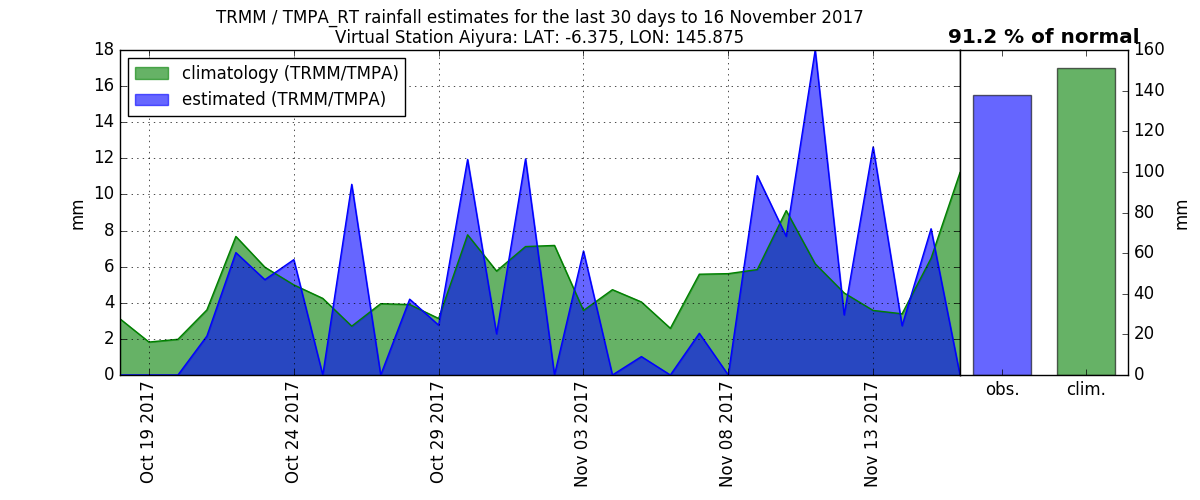 TRMM / TMPA_RT rainfall estimates for the last 30 days to 16 November 2017
Virtual Station Aiyura: LAT: -6.375, LON: 145.875
91.2 % of normal
climatology (TRMM/TMPA)
estimated (TRMM/TMPA)
mm
18
16
14
12
10
8
6
4
2
0
Oct 19 2017
Oct 24 2017
Oct 29 2017
Nov 03 2017
Nov 08 2017
Nov 13 2017
160
140
120
100
80
60
40
20
0
mm
obs.
clim.